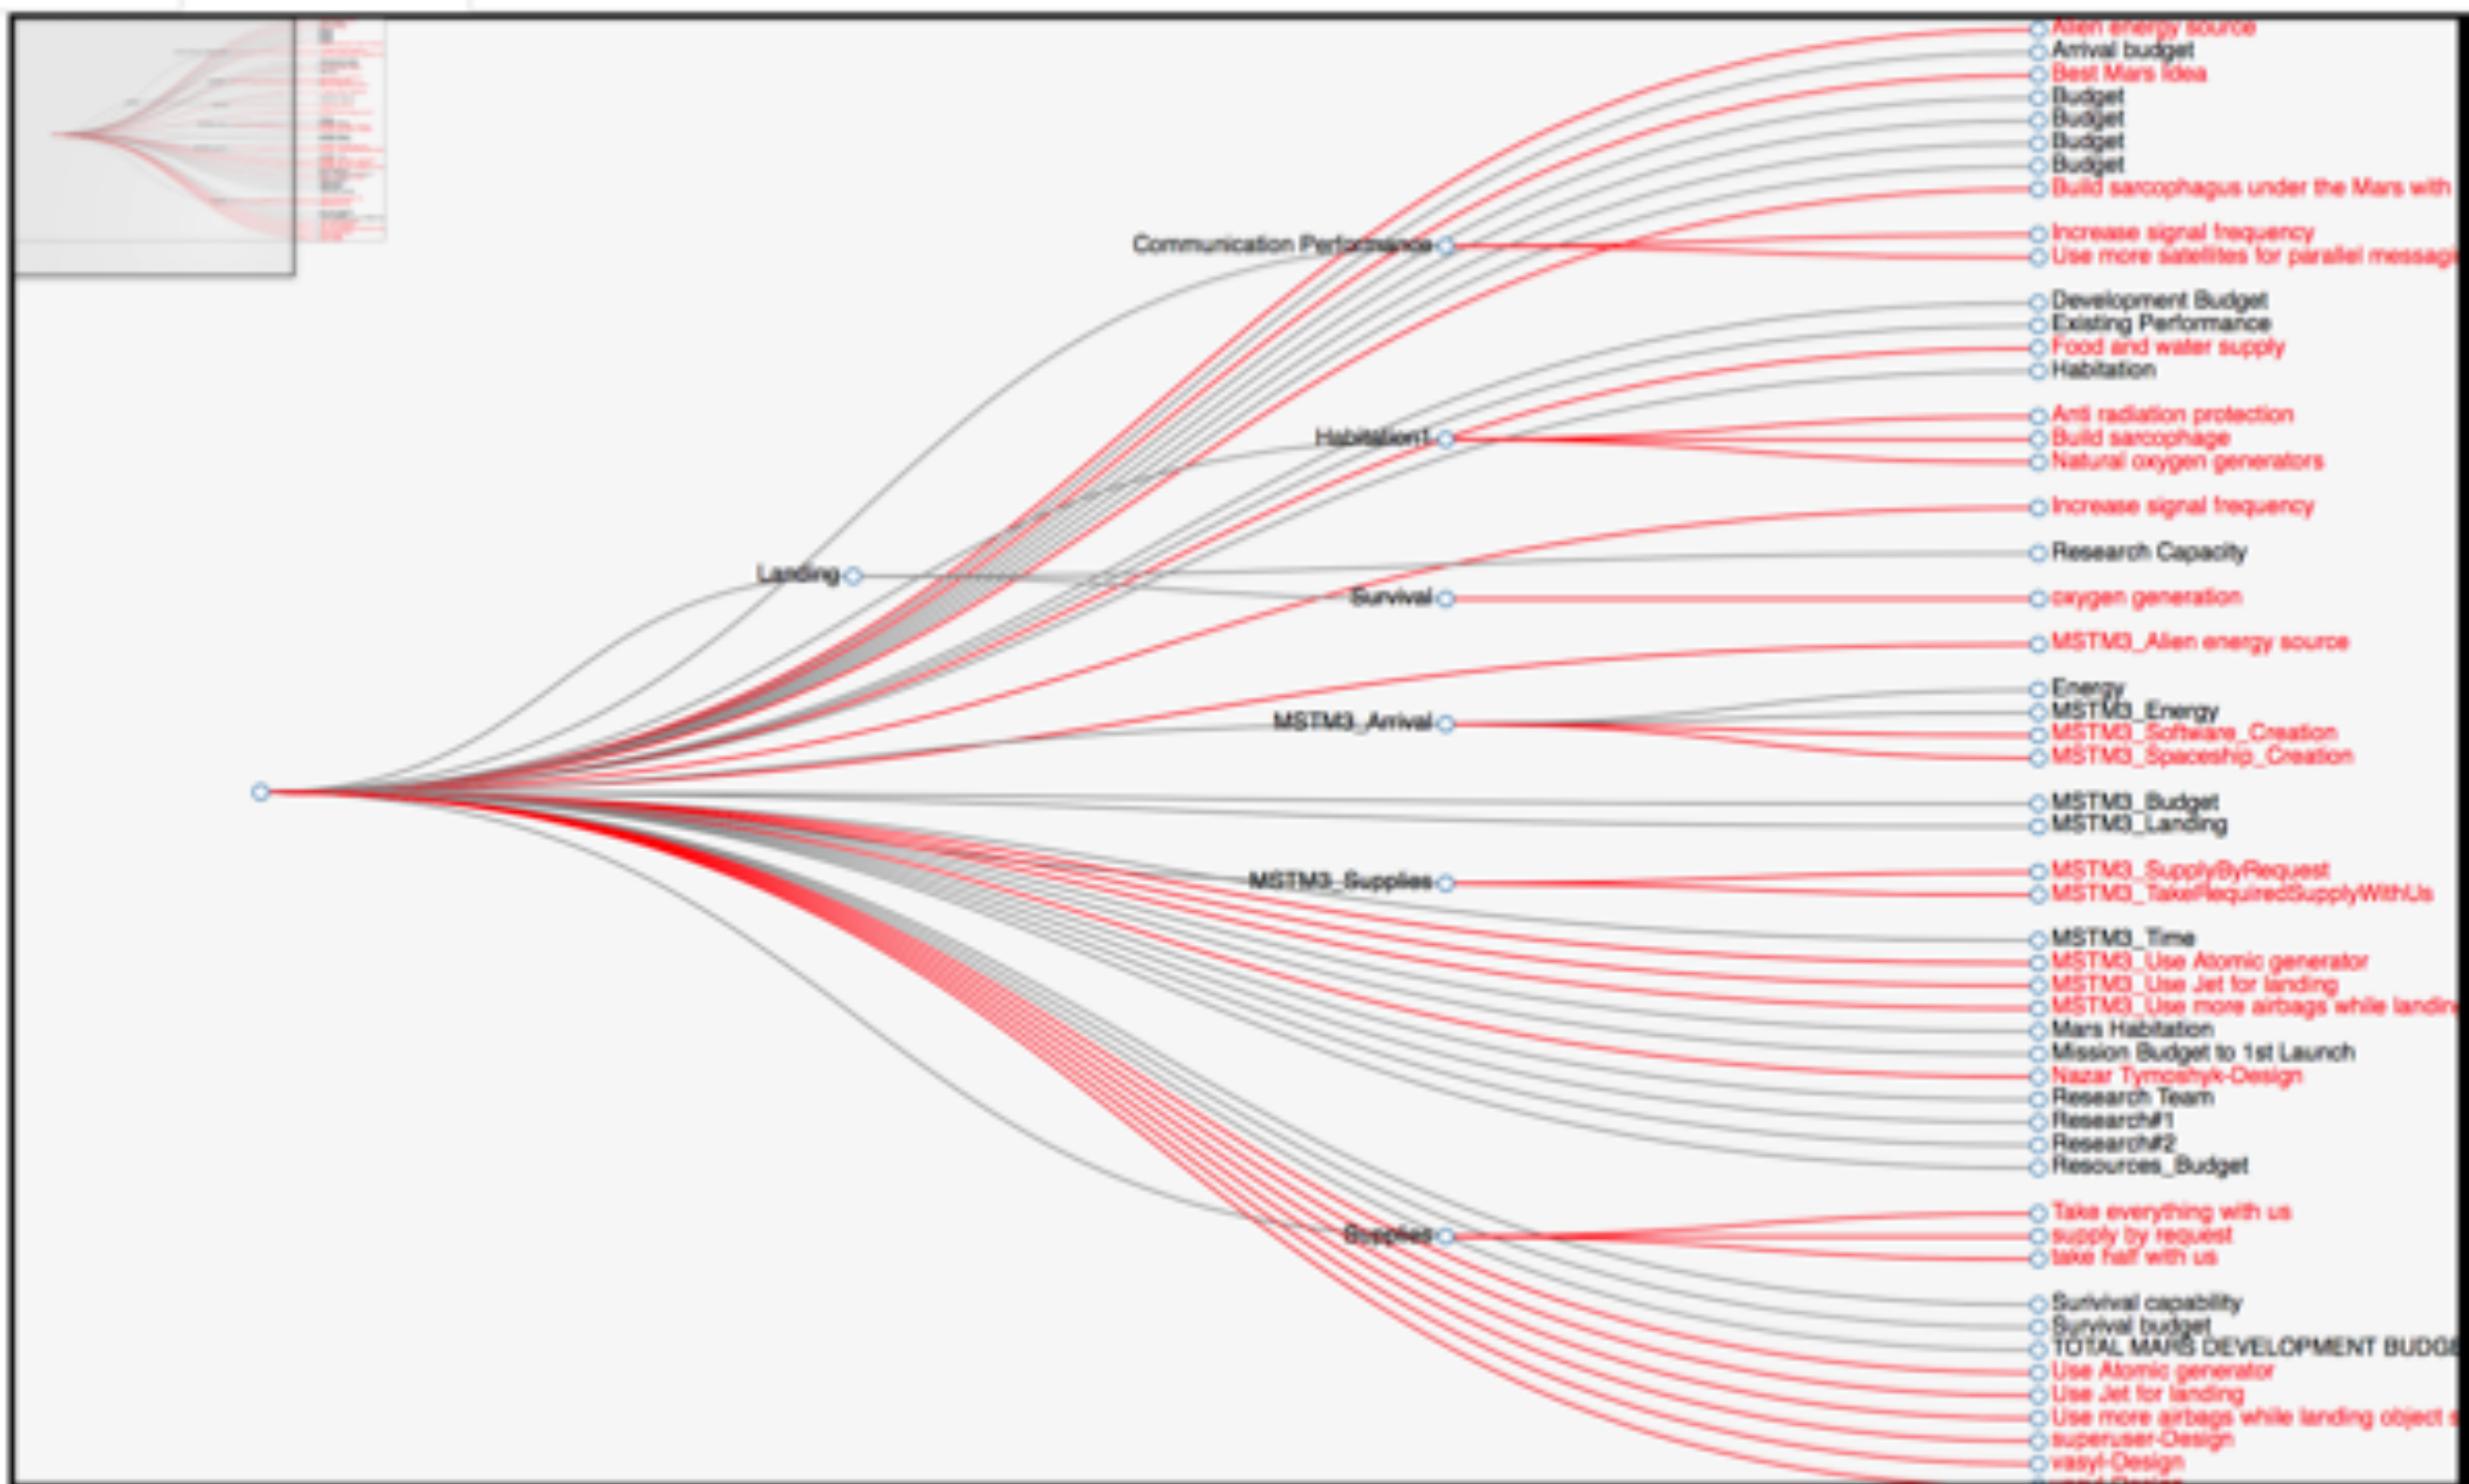 Alien energy source
Arrival budget
Best Mars Idea
Budget
Budget
Budget
Budget
Build sarcophagus under the Mars with
Communication Performance
Increase signal frequency
Use more satellites for parallel
Development Budget
Existing Performance
Food and water supply
Habitation
Habitation1
Anti radiation protection
Build sarcophage
Natural oxygen generators
Increase signal frequency
Landing
Research Capacity
Survival
oxygen generation
MSTM3_Alien energy source
MSTM3_Arrival
Energy
MSTM3_Energy
MSTM3_Software_Creation
MSTM3_Spaceship_Creation
MSTM3_Budget
MSTM3_Landing
MSTM3_Supplies
MSTM3_SupplyByRequest
MSTM3_TakeRequiredSupplyWithUs
MSTM3_Time
MSTM3_Use Atomic generator
MSTM3_Use Jet for landing
MSTM3_Use more airbags while
Mars Habitation
Mission Budget to 1st Launch
Nazar Tymoshyk-Design
Research Team
Research#1
Research#2
Resources_Budget
Supplies
Take everything with us
supply by request
take half with us
Surivival capability
Survival budget
TOTAL MARS DEVELOPMENT
Use Atomic generator
Use Jet for landing
Use more airbags while landing object
superuser-Design
vasyl-Design